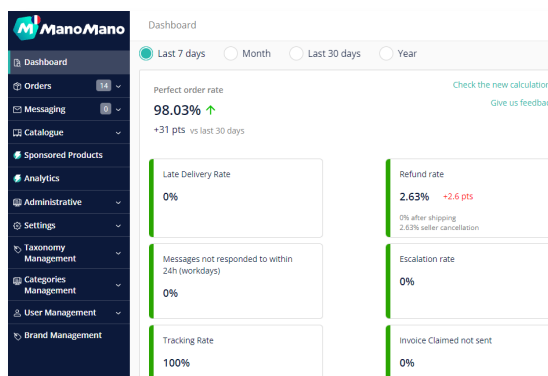 ManoMano
Dashboard
Orders 14
Messaging 0
Catalogue
Sponsored Products
Analytics
Administrative
Settings
Taxonomy
Management
Categories
Management
User Management
Brand Management
Dashboard
Last 7 days Month Last 30 days Year
Perfect order rate
98.03%
+31 pts vs last 30 days
Check the new calculation
Give us feedba
Late Delivery Rate
0%
Refund rate
2.63% +2.6 pts
0% after shipping
2.63% seller cancellation
Messages not responded to within
24h (workdays)
0%
Escalation rate
0%
Tracking Rate
100%
Invoice Claimed not sent
0%